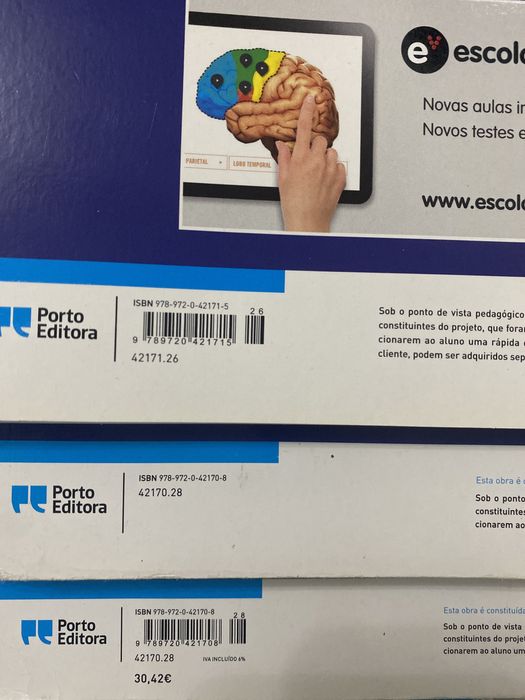 e escol
Novas aulas in
Novos testes e
www.escol
PARIETAL
LOBO TEMPORAL
Porto
Editora
ISBN 978-972-0-42171-5
26
9 789720 421715
42171.26
Sob o ponto de vista pedagógico
constituintes do projeto, que fora
cionarem ao aluno uma rápida
cliente, podem ser adquiridos sep
Porto
Editora
ISBN 978-972-0-42170-8
42170.28
Esta obra é
Sob o ponto
constituintes
cionarem ao
Porto
Editora
ISBN 978-972-0-42170-8
28
9 789720 421708
42170.28 IVA INCLUÍDO 6%
30,42€
Esta obra é constituída
Sob o ponto de vista
constituintes do proje
cionarem ao aluno um